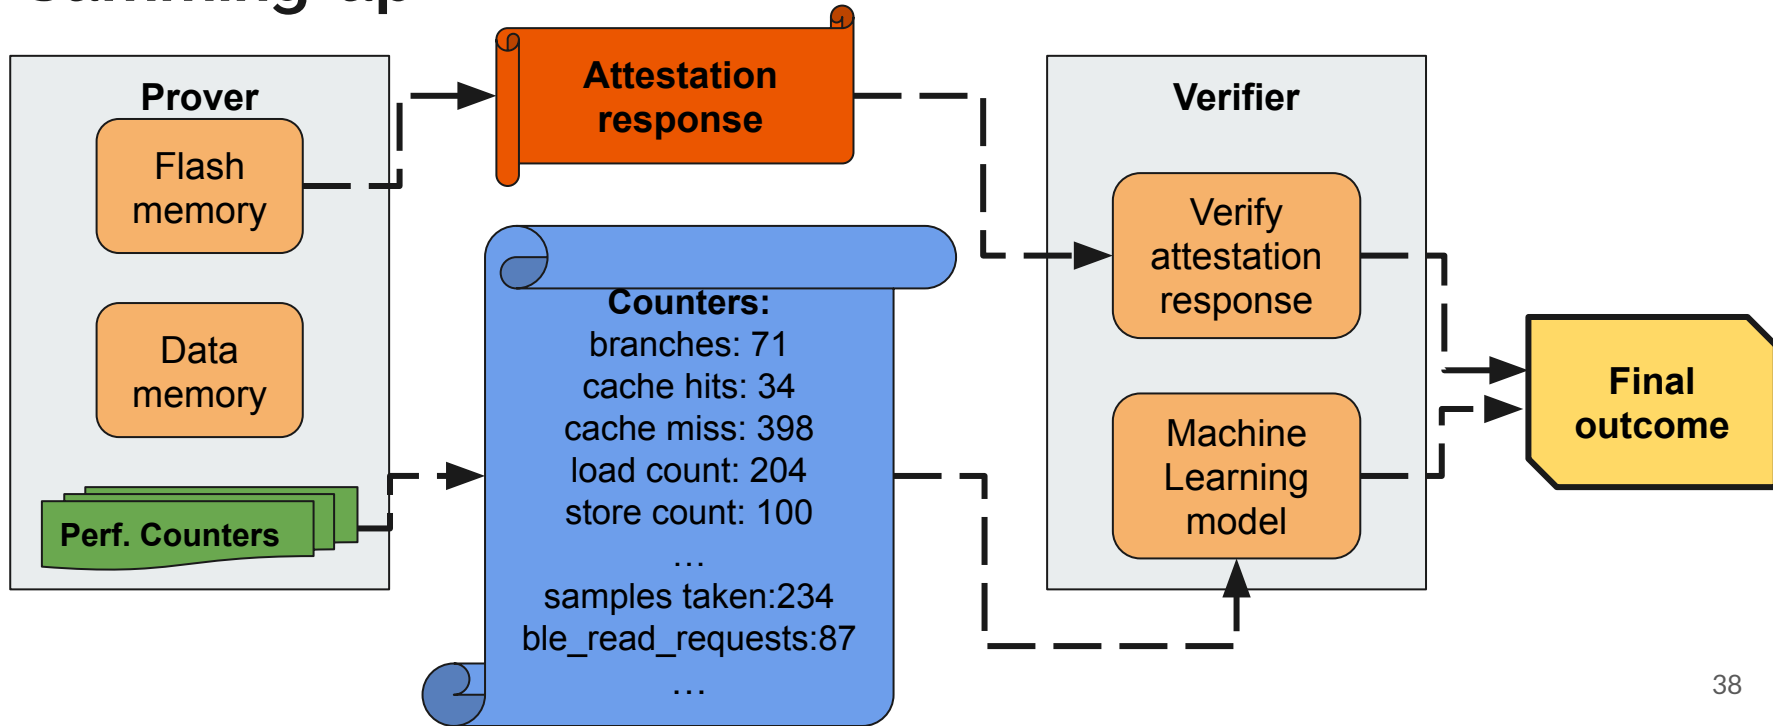 Summing up
Prover
Flash
memory
Data
memory
Perf. Counters
Attestation
response
Counters:
branches: 71
cache hits: 34
cache miss: 398
load count: 204
store count: 100
…
samples taken:234
ble_read_requests:87
…
Verifier
Verify
attestation
response
Machine
Learning
model
Final
outcome
38